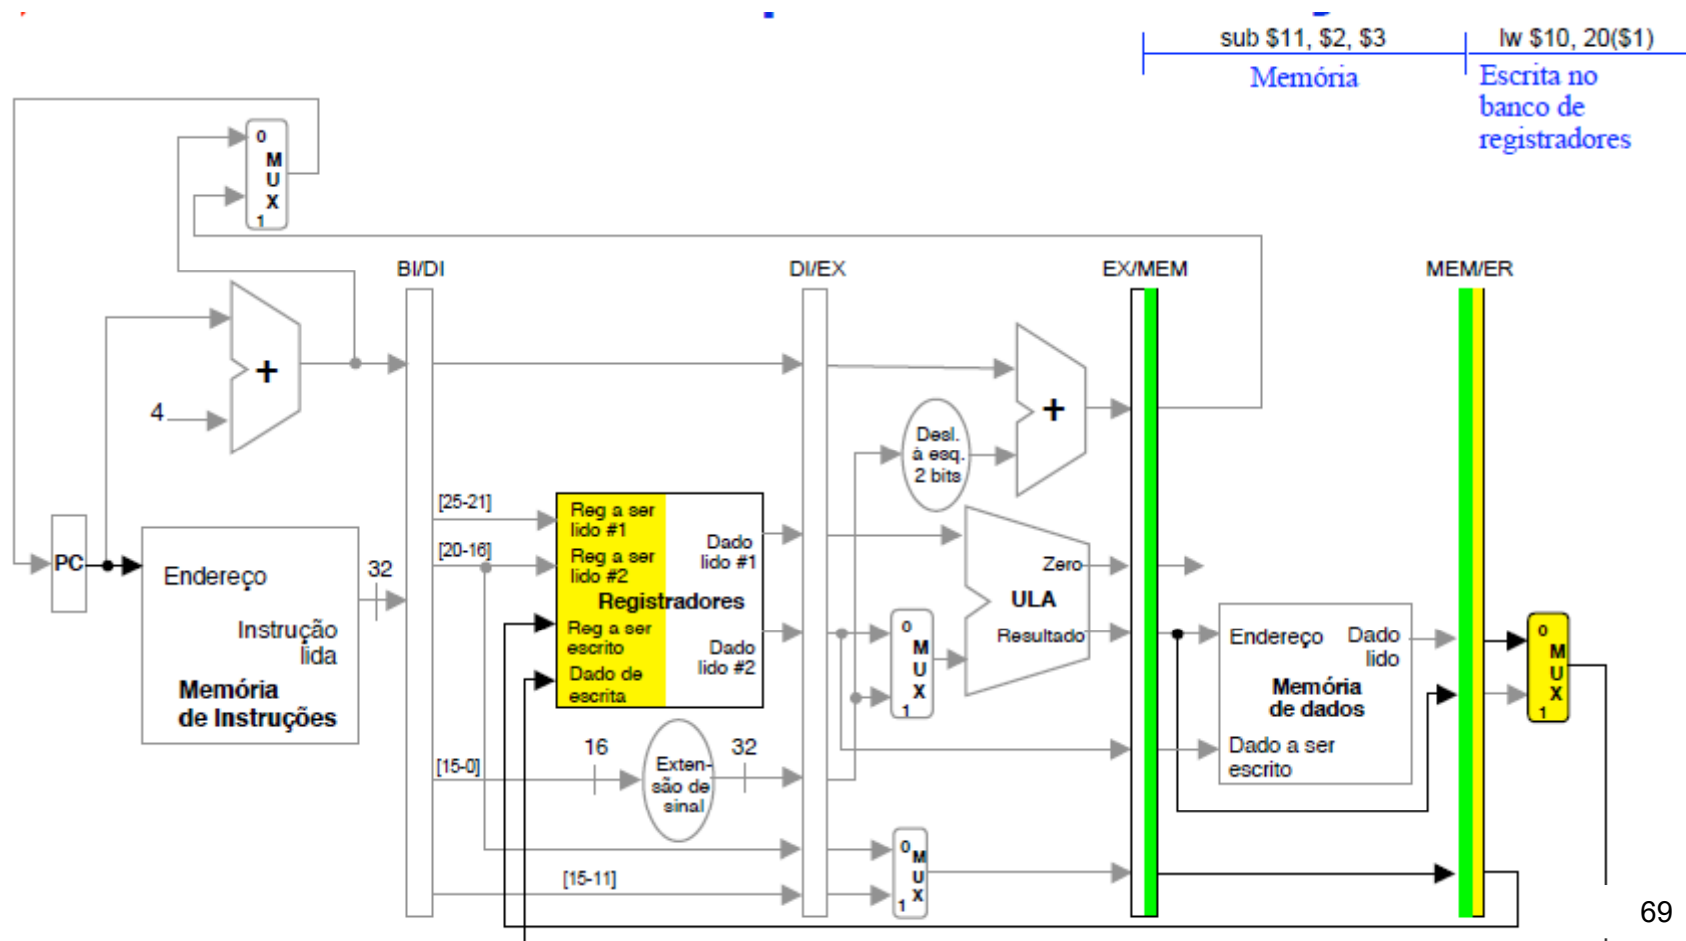 sub $11, $2, $3
lw $10, 20($1)
Memória
Escrita no
banco de
registradores
0
M
U
X
1
BI/DI
DI/EX
EX/MEM
MEM/ER
+
4
+
Desl.
à esq.
2 bits
[25-21]
[20-16]
[15-0]
[15-11]
PC
Endereço
Instrução
lida
Memória
de Instruções
32
Reg a ser
lido #1
Reg a ser
lido #2
Registradores
Reg a ser
escrito
Dado de
escrita
Dado
lido #1
Dado
lido #2
16
Exten-
são de
sinal
32
0
M
U
X
1
Zero
ULA
Resultado
0
M
U
X
1
Endereço
Dado
lido
Memória
de dados
Dado a ser
escrito
0
M
U
X
1
69